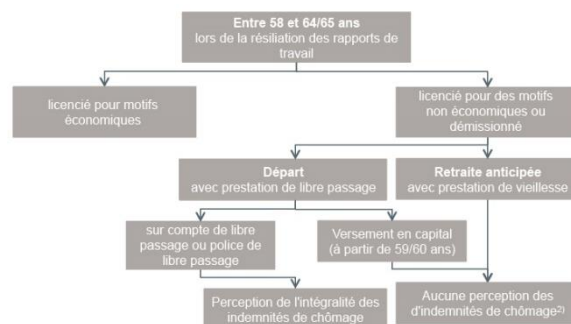 Entre 58 et 64/65 ans
lors de la résiliation des rapports de
travail
licencié pour motifs
économiques
licencié pour des motifs
non économiques ou
démissionné
Départ
avec prestation de libre passage
Retraite anticipée
avec prestation de vieillesse
sur compte de libre
passage ou police de
libre passage
Versement en capital
(à partir de 59/60 ans)
Perception de l'intégralité des
indemnités de chômage
Aucune perception des
d'indemnités de chômage²⁾